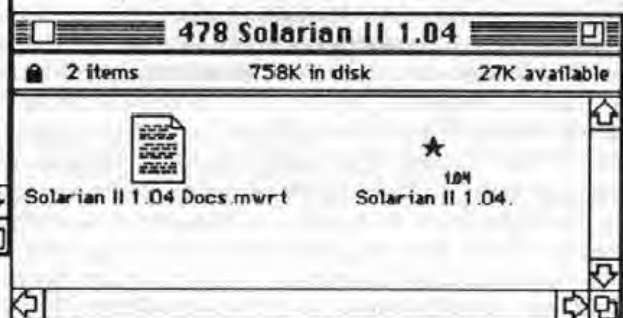 478 Solarian II 1.04
2 items 758K in disk 27K available
1.04
Solarian II 1.04 Docs.mwrt Solarian II 1.04.